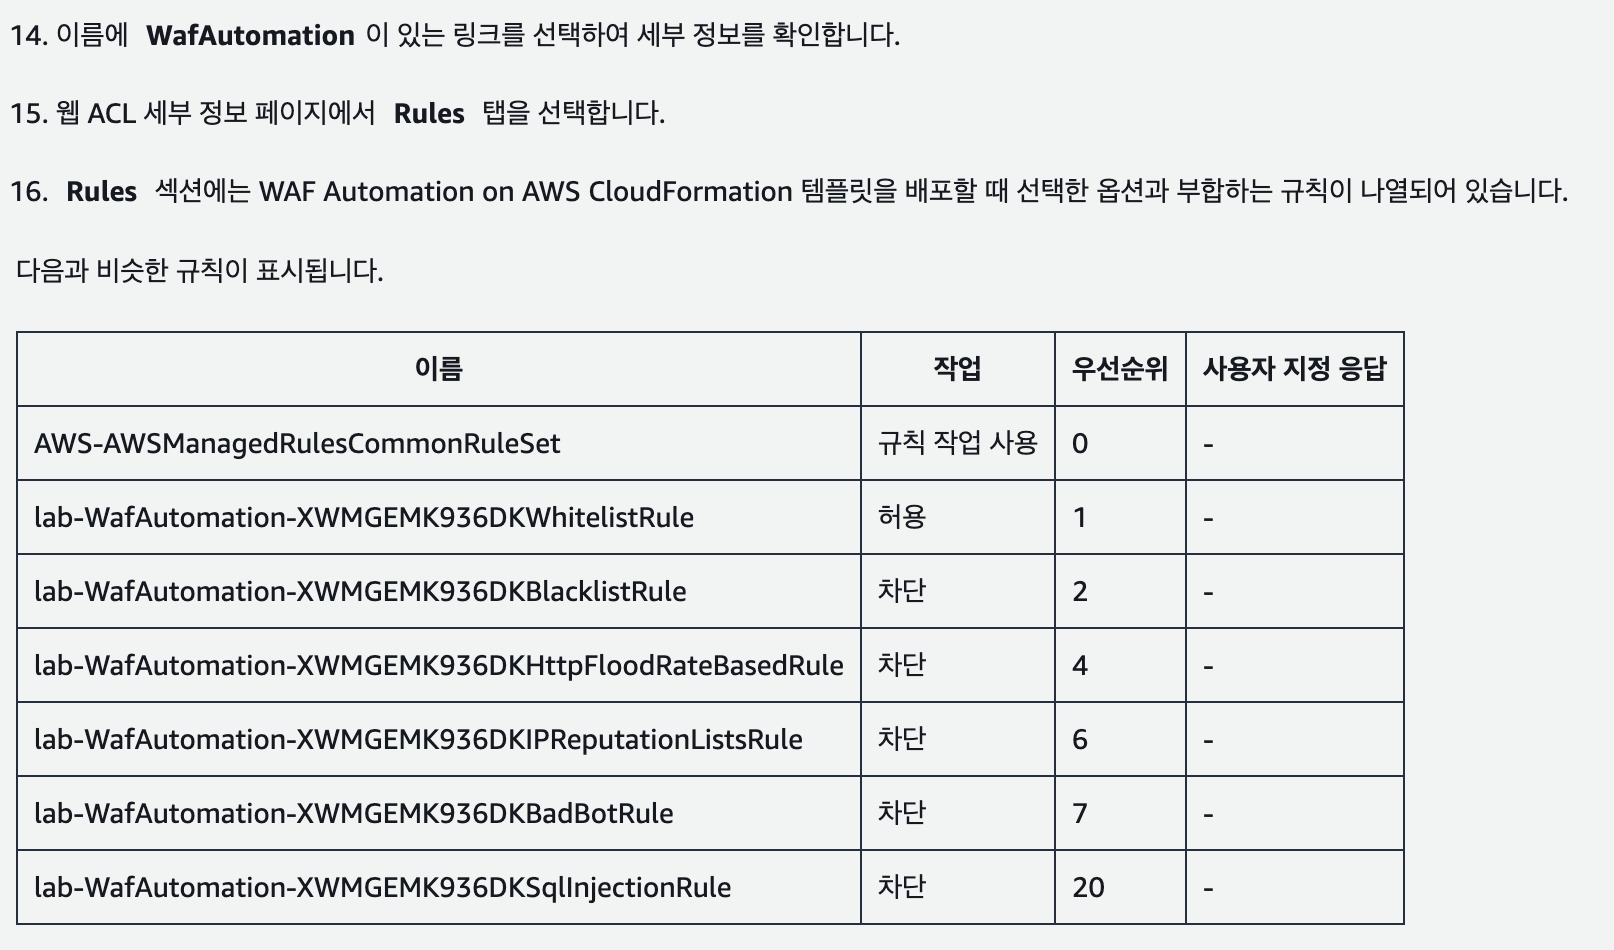 14. 이름에 WafAutomation 이 있는 링크를 선택하여 세부 정보를 확인합니다.
15. 웹 ACL 세부 정보 페이지에서 Rules 탭을 선택합니다.
16. Rules 섹션에는 WAF Automation on AWS CloudFormation 템플릿을 배포할 때 선택한 옵션과 부합하는 규칙이 나열되어 있습니다.
다음과 비슷한 규칙이 표시됩니다.
이름 작업 우선순위 사용자 지정 응답
AWS-AWSManagedRulesCommonRuleSet 규칙 작업 사용 0 -
lab-WafAutomation-XWMGEMK936DKWhitelistRule 허용 1 -
lab-WafAutomation-XWMGEMK936DKBlacklistRule 차단 2 -
lab-WafAutomation-XWMGEMK936DKHttpFloodRateBasedRule 차단 4 -
lab-WafAutomation-XWMGEMK936DKIPReputationListsRule 차단 6 -
lab-WafAutomation-XWMGEMK936DKBadBotRule 차단 7 -
lab-WafAutomation-XWMGEMK936DKSqlInjectionRule 차단 20 -